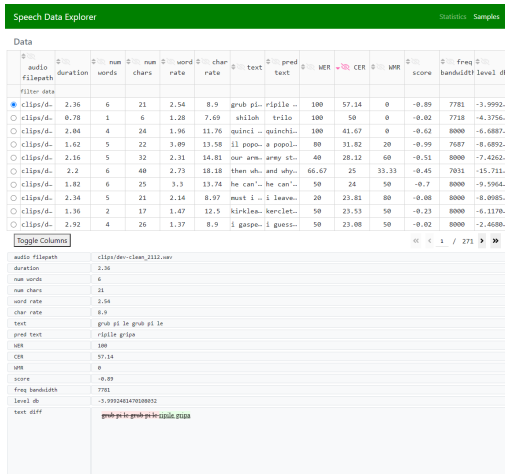 Speech Data Explorer Statistics Samples
Data
audio filepath duration num words num chars word rate char rate text pred text WER CER WMR score freq bandwidth level db
filter data
clips/d… 2.36 6 21 2.54 8.9 grub pi… ripile … 100 57.14 0 -0.89 7781 -3.9992…
clips/d… 0.78 1 6 1.28 7.69 shiloh trilo 100 50 0 -0.02 7718 -4.3756…
clips/d… 2.04 4 24 1.96 11.76 quinci … quinchi… 100 41.67 0 -0.62 8000 -6.6887…
clips/d… 1.62 5 22 3.09 13.58 il popo… a popol… 80 31.82 20 -0.99 7687 -8.6892…
clips/d… 2.16 5 32 2.31 14.81 our arm… army st… 40 28.12 60 -0.51 8000 -7.4262…
clips/d… 2.2 6 40 2.73 18.18 then wh… and why… 66.67 25 33.33 -0.45 7031 -15.711…
clips/d… 1.82 6 25 3.3 13.74 he can'… he can'… 50 24 50 -0.7 8000 -9.5964…
clips/d… 2.34 5 21 2.14 8.97 must i … i leave… 20 23.81 80 -0.08 8000 -8.0985…
clips/d… 1.36 2 17 1.47 12.5 kirklea… kerclet… 50 23.53 50 -0.23 8000 -6.1170…
clips/d… 2.92 4 26 1.37 8.9 i gaspe… i guess… 50 23.08 50 -0.02 8000 -2.4680…
Toggle Columns << < 1 / 271 > >>
audio filepath clips/dev-clean_2112.wav
duration 2.36
num words 6
num chars 21
word rate 2.54
char rate 8.9
text grub pi le grub pi le
pred text ripile gripa
WER 100
CER 57.14
WMR 0
score -0.89
freq bandwidth 7781
level db -3.9992481470108032
text diff grub pi le grub pi le ripile gripa